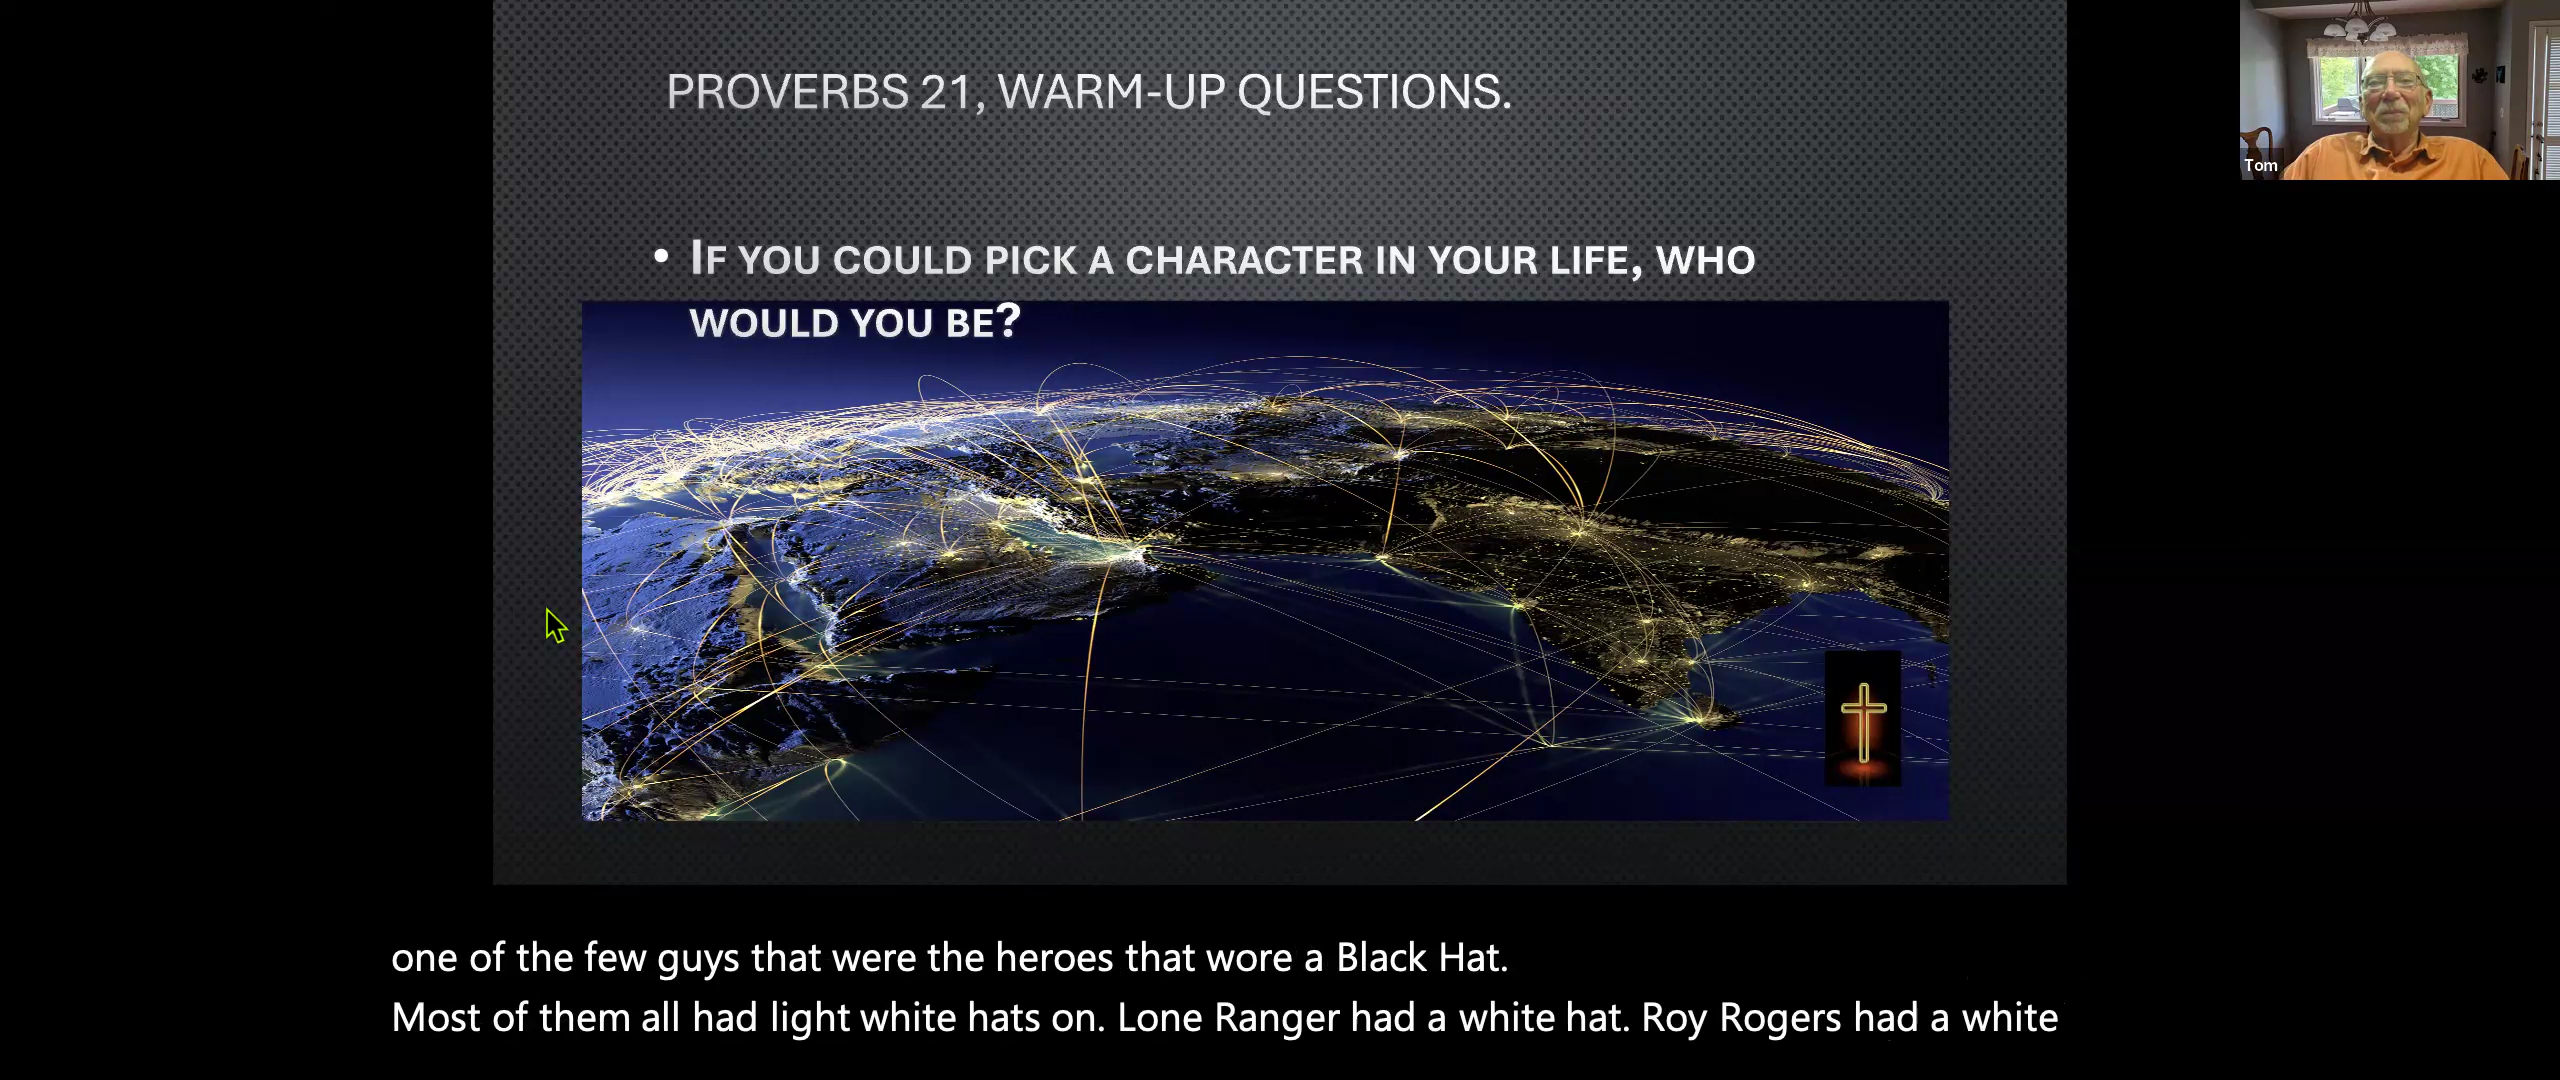 PROVERBS 21, WARM-UP QUESTIONS.
• IF YOU COULD PICK A CHARACTER IN YOUR LIFE, WHO
WOULD YOU BE?
Tom
one of the few guys that were the heroes that wore a Black Hat.
Most of them all had light white hats on. Lone Ranger had a white hat. Roy Rogers had a white